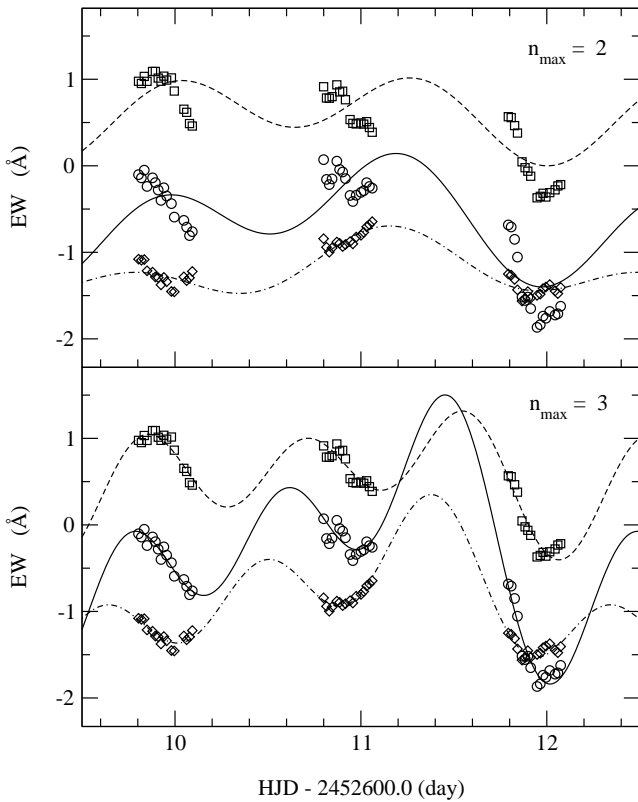 n_max = 2
1
0
-1
-2
EW (Å)
n_max = 3
1
0
-1
-2
EW (Å)
10
11
12
HJD - 2452600.0 (day)